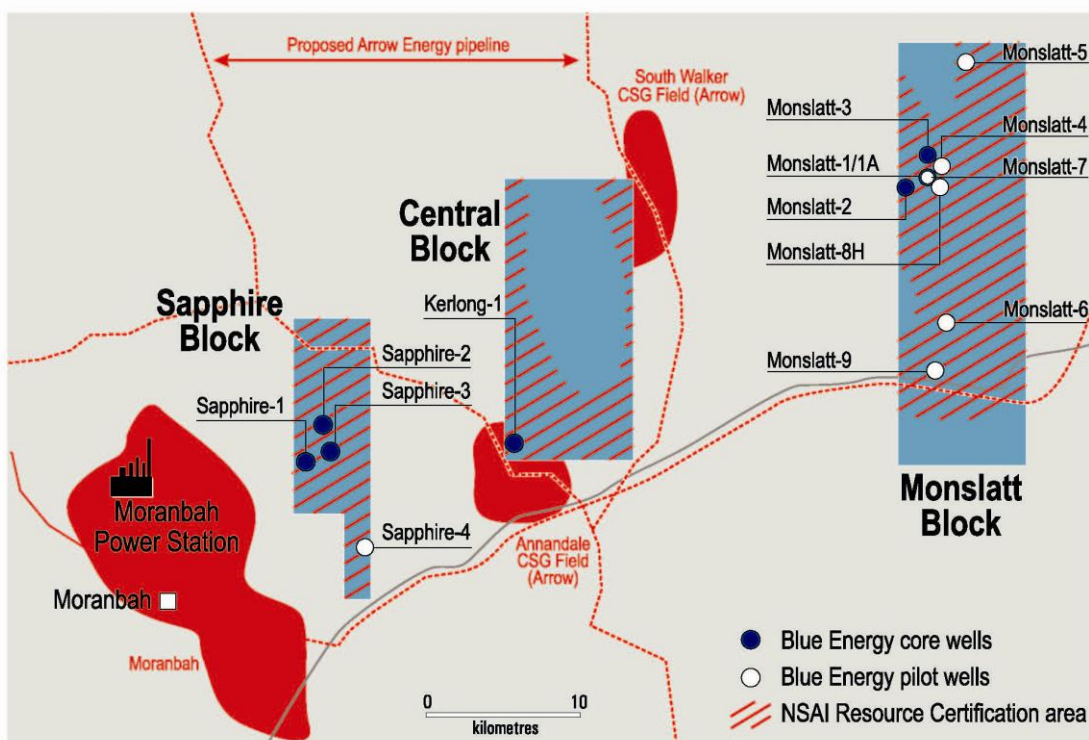 Proposed Arrow Energy pipeline
South Walker
CSG Field (Arrow)
Monslatt-5
Monslatt-3
Monslatt-4
Monslatt-1/1A
Monslatt-7
Monslatt-2
Monslatt-8H
Central
Block
Kerlong-1
Sapphire
Block
Sapphire-2
Sapphire-3
Sapphire-1
Monslatt-6
Monslatt-9
Moranbah
Power Station
Monslatt
Block
Sapphire-4
Annandale
CSG Field
(Arrow)
Moranbah
Moranbah
0 10
kilometres
Blue Energy core wells
Blue Energy pilot wells
NSAI Resource Certification area